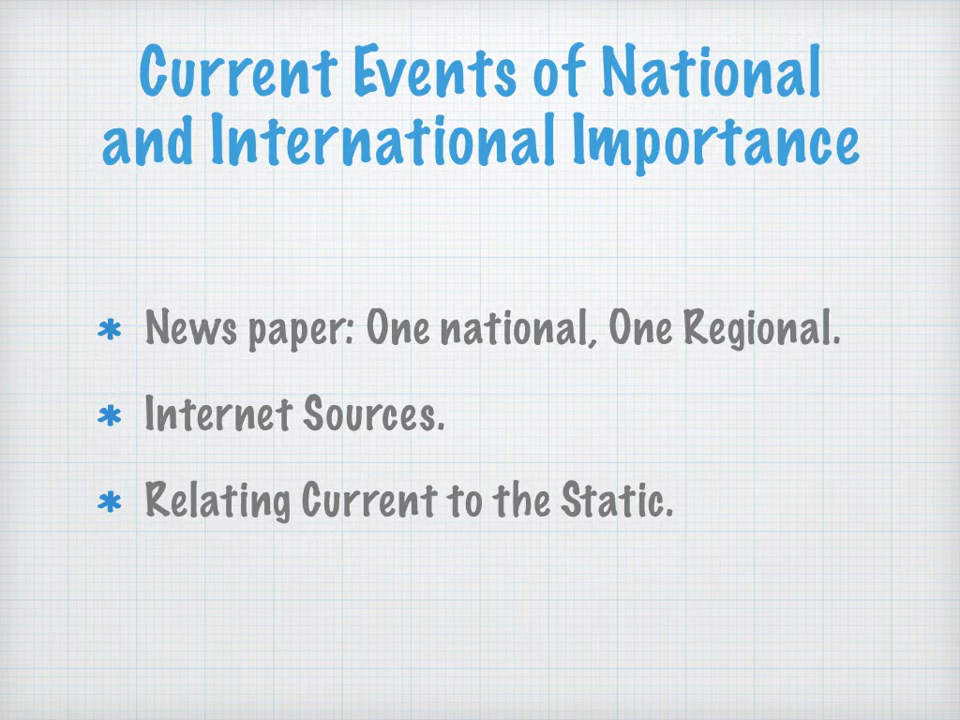 Current Events of National
and International Importance
* News paper: One national, One Regional.
* Internet Sources.
* Relating Current to the Static.